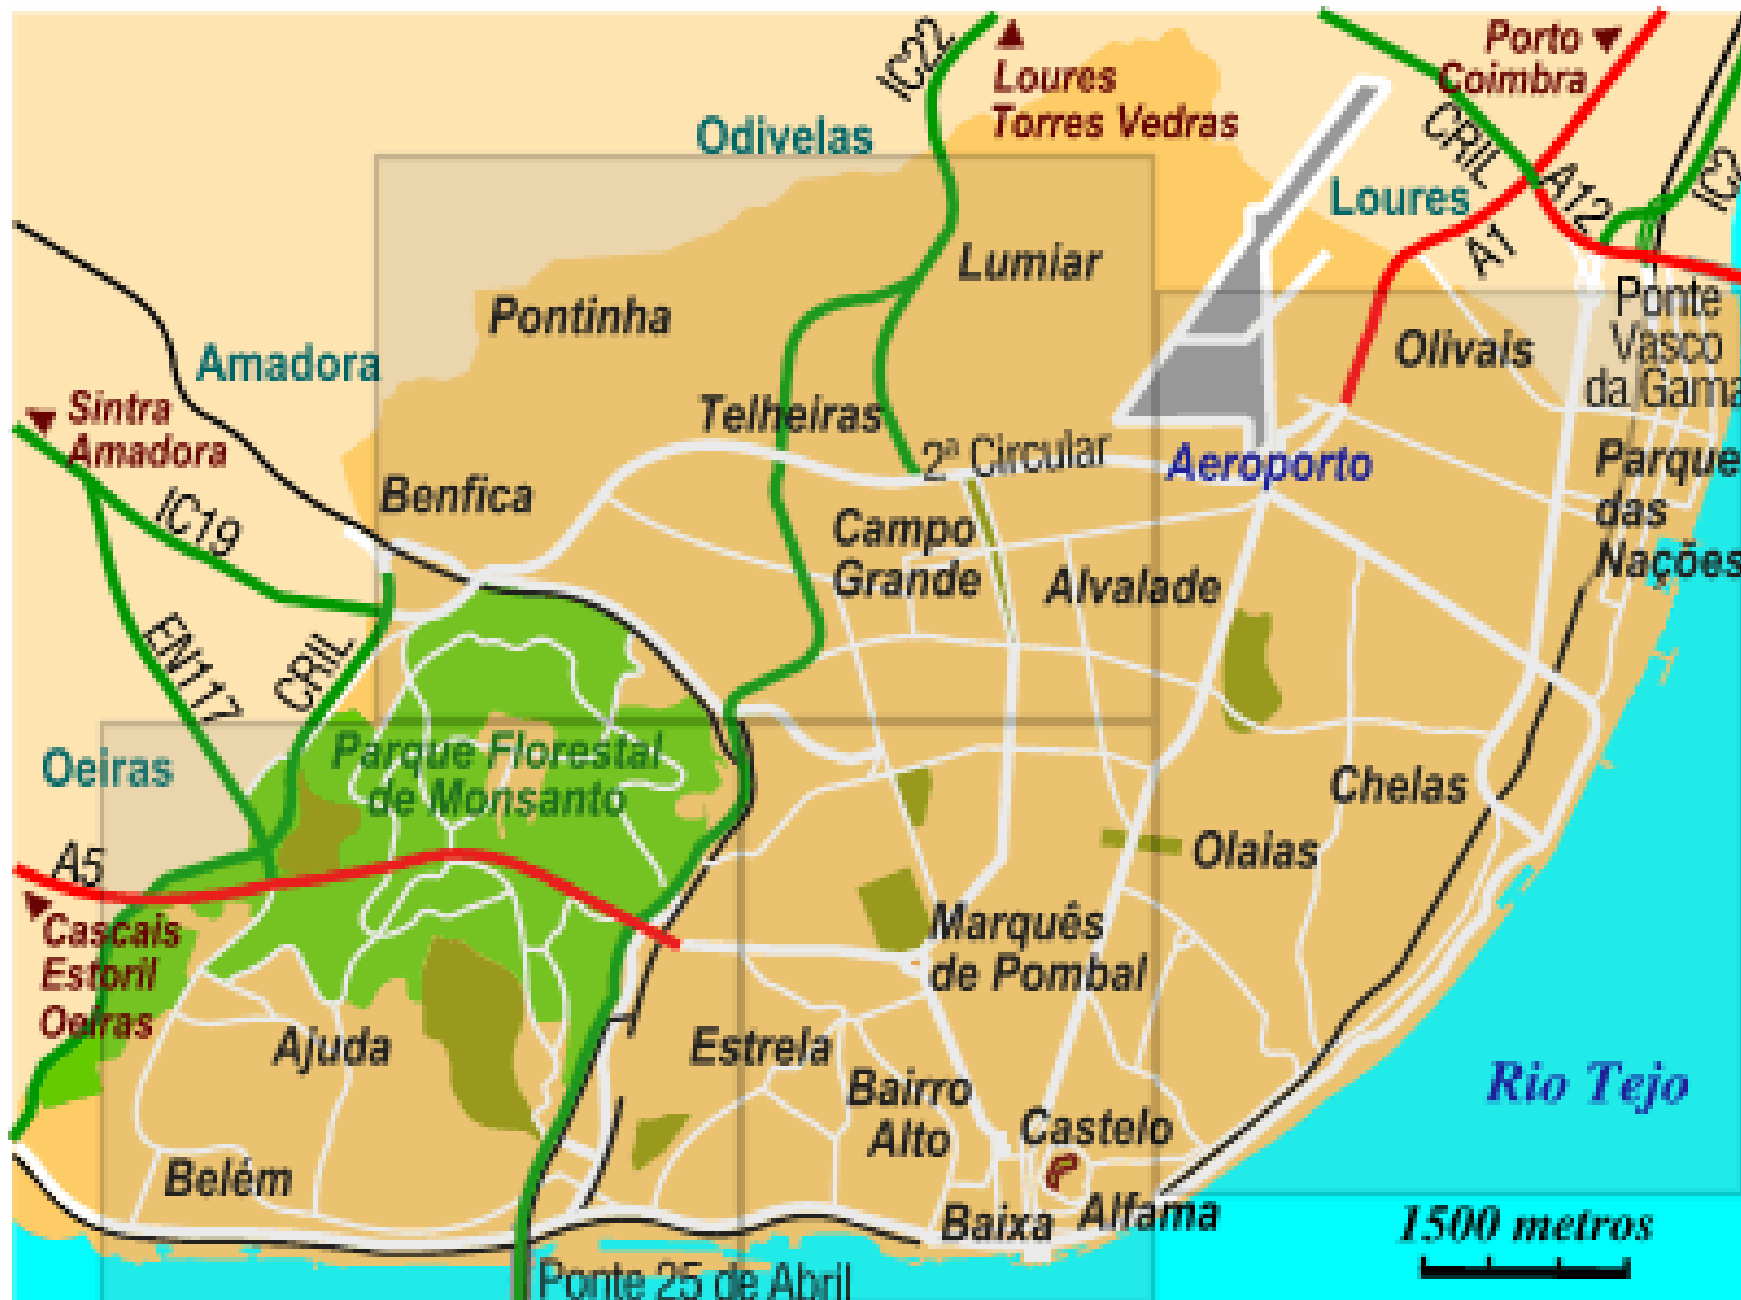 IC22
Porto
Coimbra
Loures
Torres Vedras
Odivelas
CRIL
A12
IC3
Loures
A1
Lumiar
Pontinha
Ponte
Vasco
da Gama
Olivais
Amadora
Sintra
Amadora
Telheiras
2ª Circular
Aeroporto
Parque
das
Nações
Benfica
IC19
Campo
Grande
Alvalade
EN117
CRIL
Parque Florestal
de Monsanto
Oeiras
Chelas
Olaias
A5
Cascais
Estoril
Oeiras
Marquês
de Pombal
Ajuda
Estrela
Bairro
Alto
Castelo
Rio Tejo
Belém
Baixa
Alfama
1500 metros
Ponte 25 de Abril